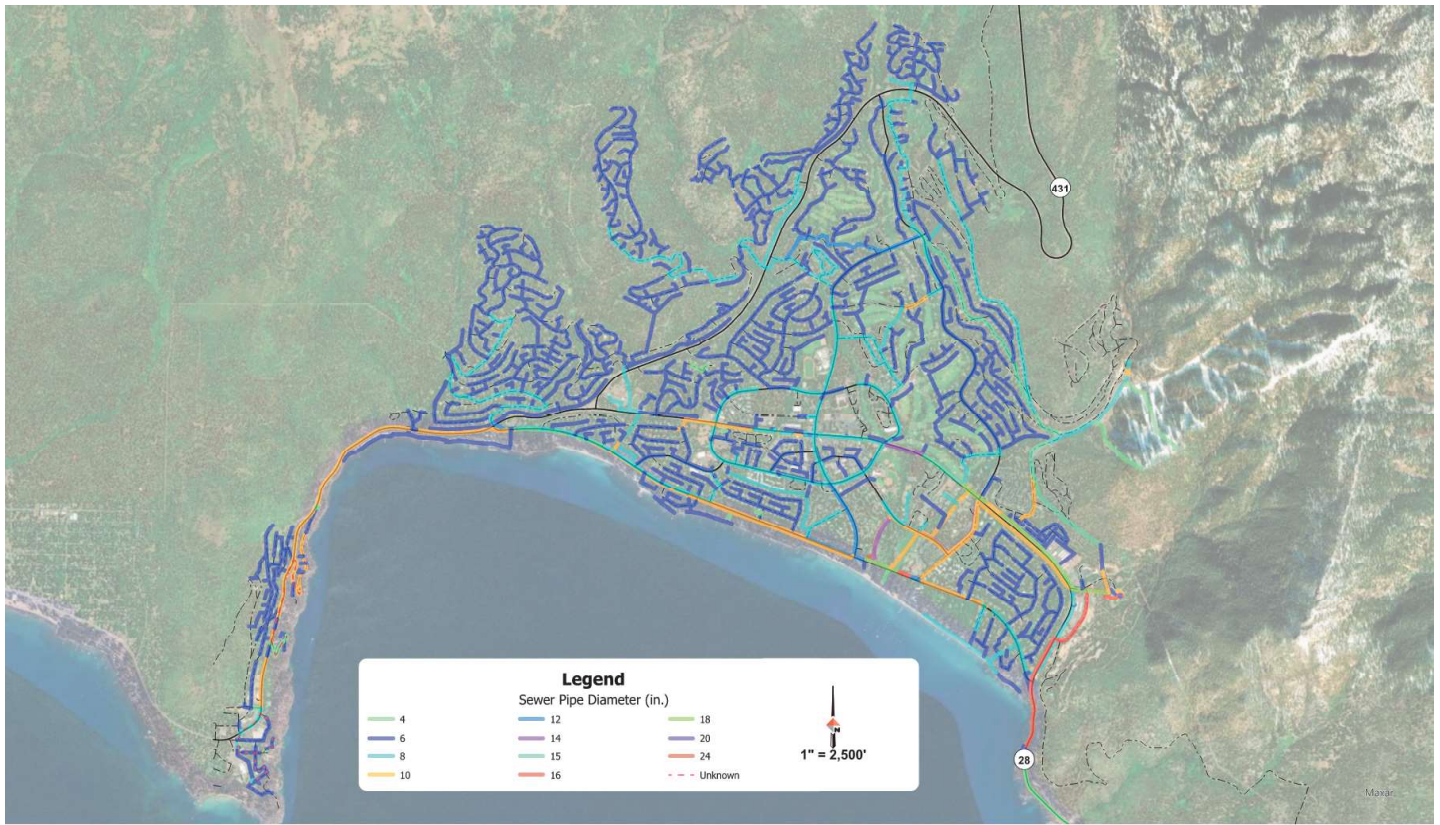 431
Legend
Sewer Pipe Diameter (in.)
4
6
8
10
12
14
15
16
18
20
24
Unknown
N
1" = 2,500'
28
Maxar